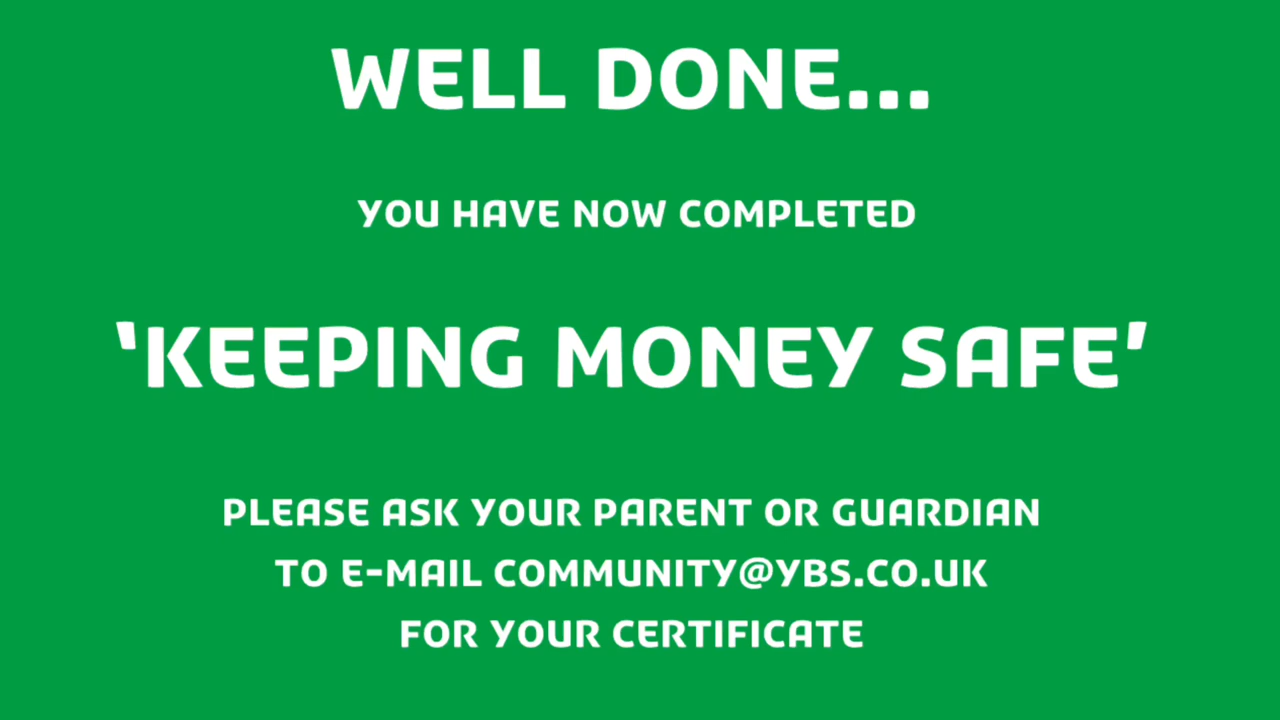 WELL DONE...
YOU HAVE NOW COMPLETED
‘KEEPING MONEY SAFE’
PLEASE ASK YOUR PARENT OR GUARDIAN
TO E-MAIL COMMUNITY@YBS.CO.UK
FOR YOUR CERTIFICATE